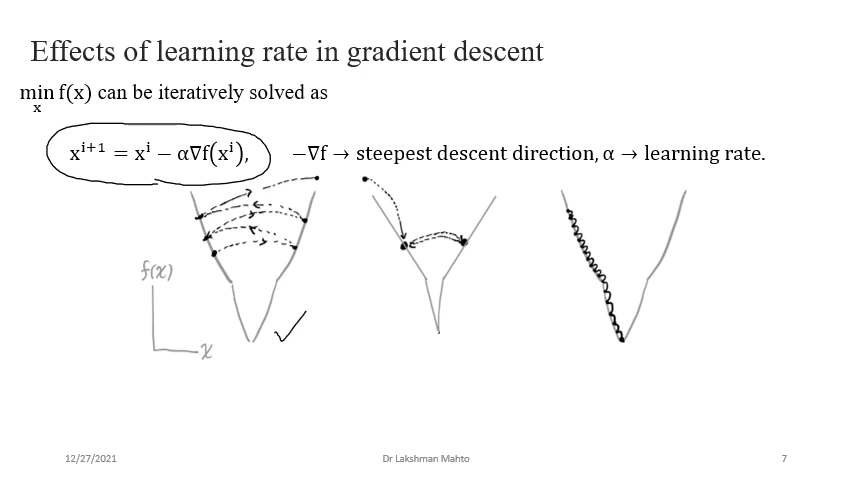 Effects of learning rate in gradient descent
min f(x) can be iteratively solved as
x
xⁱ⁺¹ = xⁱ − α∇f(xⁱ), −∇f → steepest descent direction, α → learning rate.
f(x)
x
12/27/2021
Dr Lakshman Mahto
7